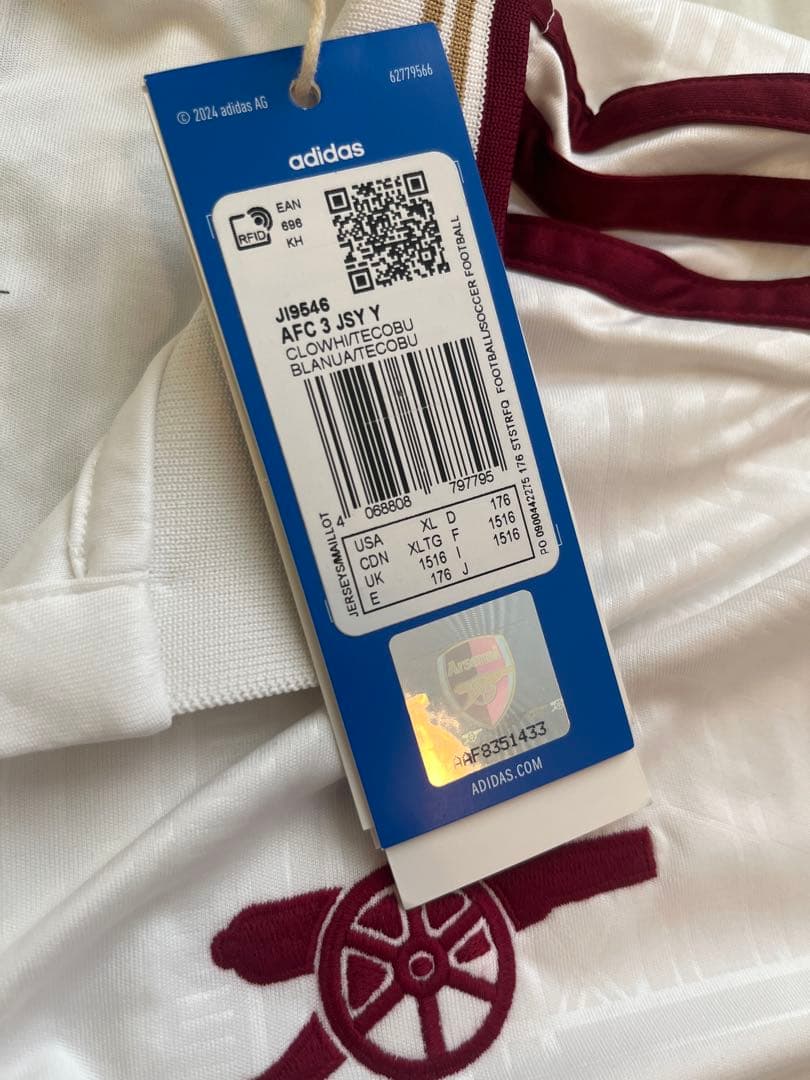 © 2024 adidas AG
62779566
adidas
RFID
EAN
696
KH
JI9546
AFC 3 JSY Y
CLOWHI/TECOBU
BLANUA/TECOBU
4 068808 797795
JERSEYS/MAILLOT
USA XL D 176
CDN XLTG F 1516
UK 1516 I 1516
E 176 J
PO 0900442275 176 STSTRFQ FOOTBALL/SOCCER FOOTBALL
Arsenal
AAF8351433
ADIDAS.COM